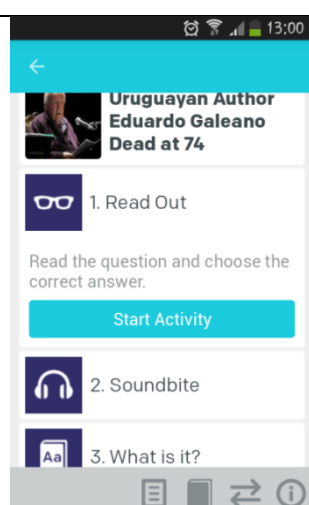 13:00
Uruguayan Author
Eduardo Galeano
Dead at 74
1. Read Out
Read the question and choose the
correct answer.
Start Activity
2. Soundbite
Aa
3. What is it?